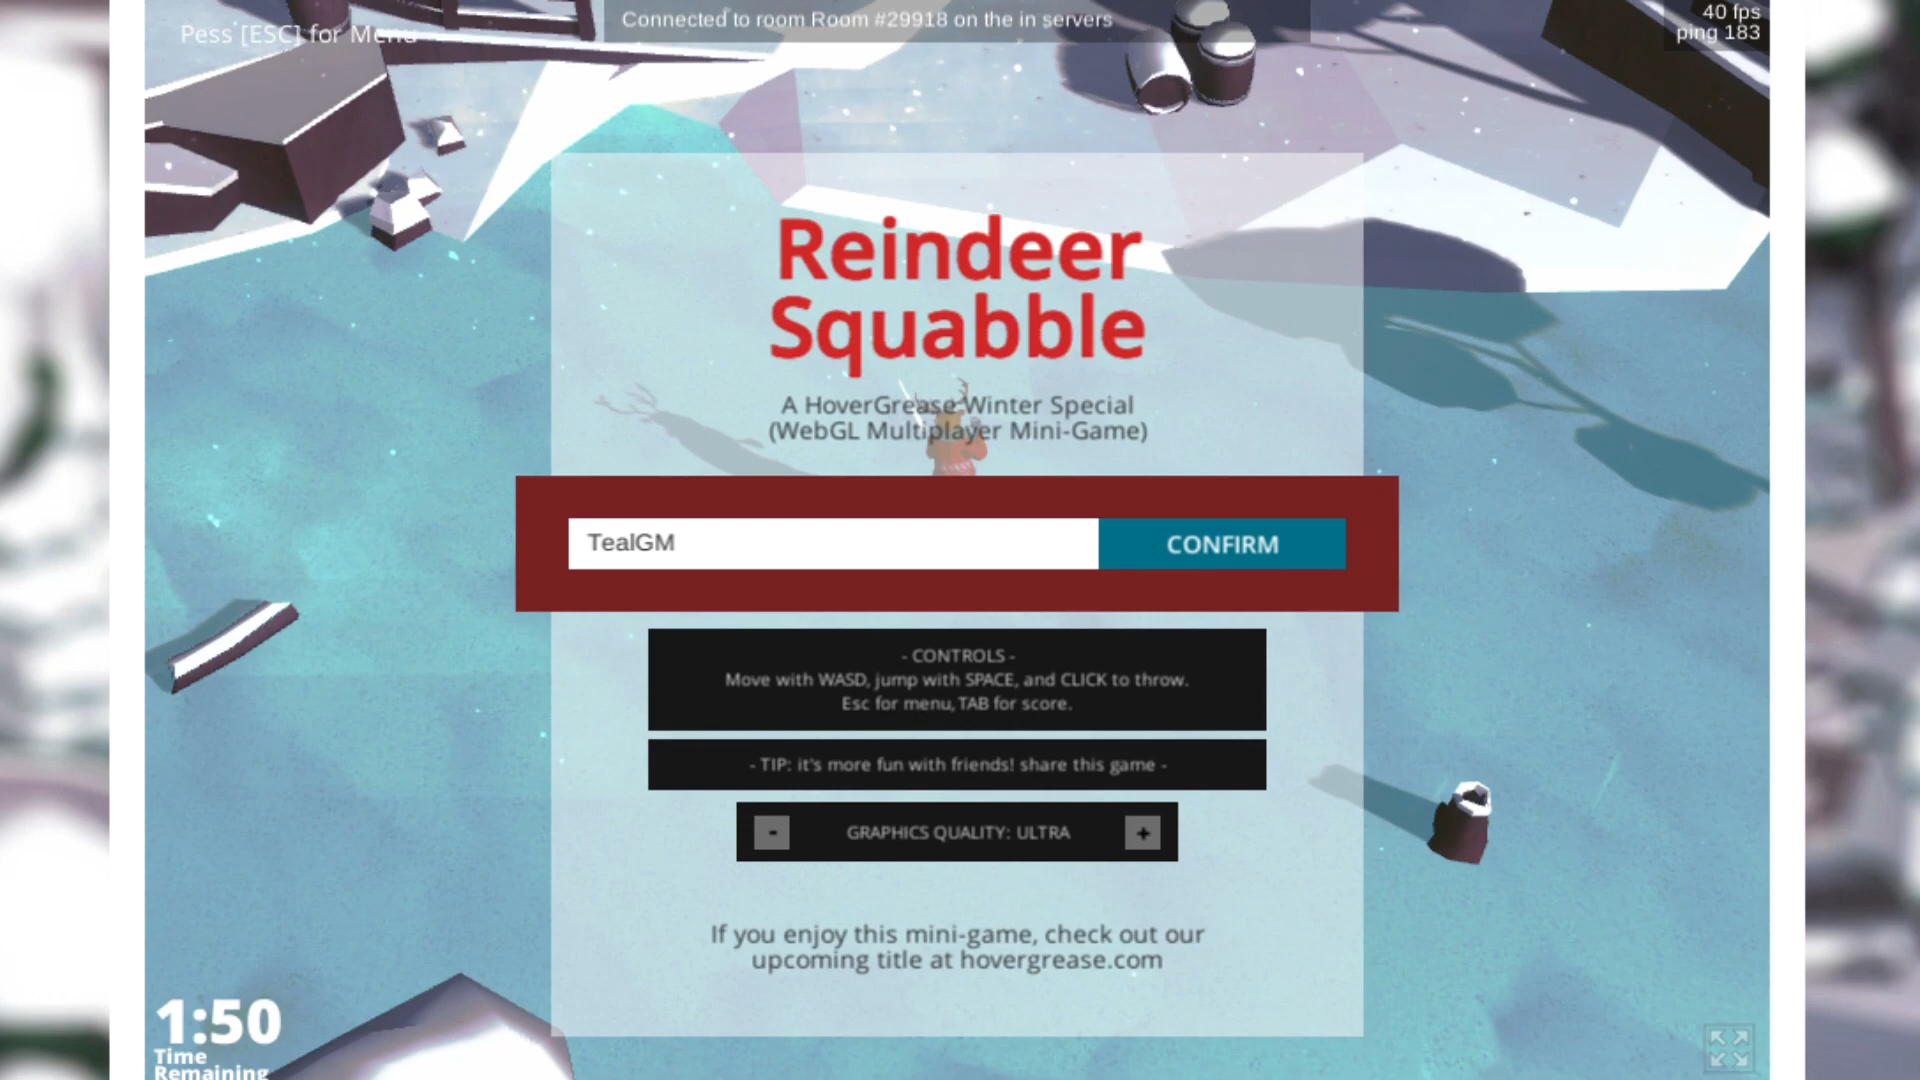 Pess [ESC] for Menu
Connected to room Room #29918 on the in servers
40 fps
ping 183
Reindeer
Squabble
A HoverGrease Winter Special
(WebGL Multiplayer Mini-Game)
TealGM
CONFIRM
- CONTROLS -
Move with WASD, jump with SPACE, and CLICK to throw.
Esc for menu, TAB for score.
- TIP: it's more fun with friends! share this game -
- GRAPHICS QUALITY: ULTRA +
If you enjoy this mini-game, check out our
upcoming title at hovergrease.com
1:50
Time
Remaining